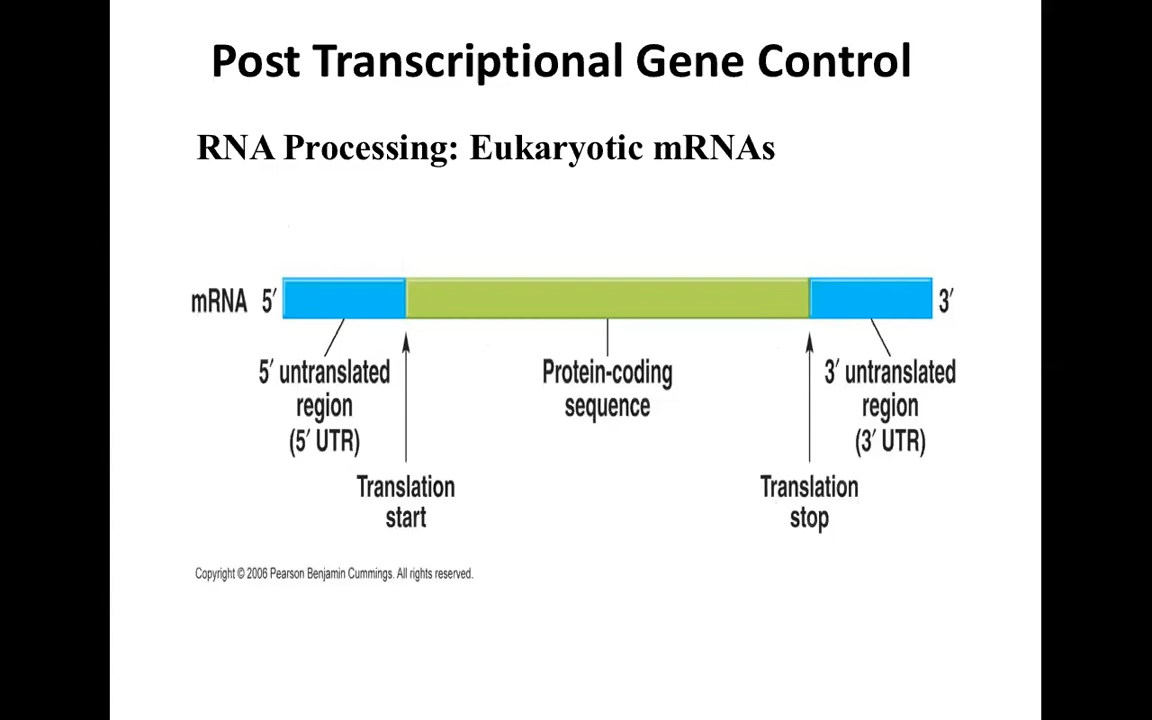 Post Transcriptional Gene Control
RNA Processing: Eukaryotic mRNAs
mRNA 5′ 3′
5′ untranslated
region
(5′ UTR)
Protein-coding
sequence
3′ untranslated
region
(3′ UTR)
Translation
start
Translation
stop
Copyright © 2006 Pearson Benjamin Cummings. All rights reserved.